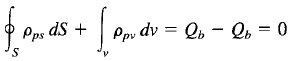 ∮_S ρ_ps dS + ∫_v ρ_pv dv = Q_b − Q_b = 0